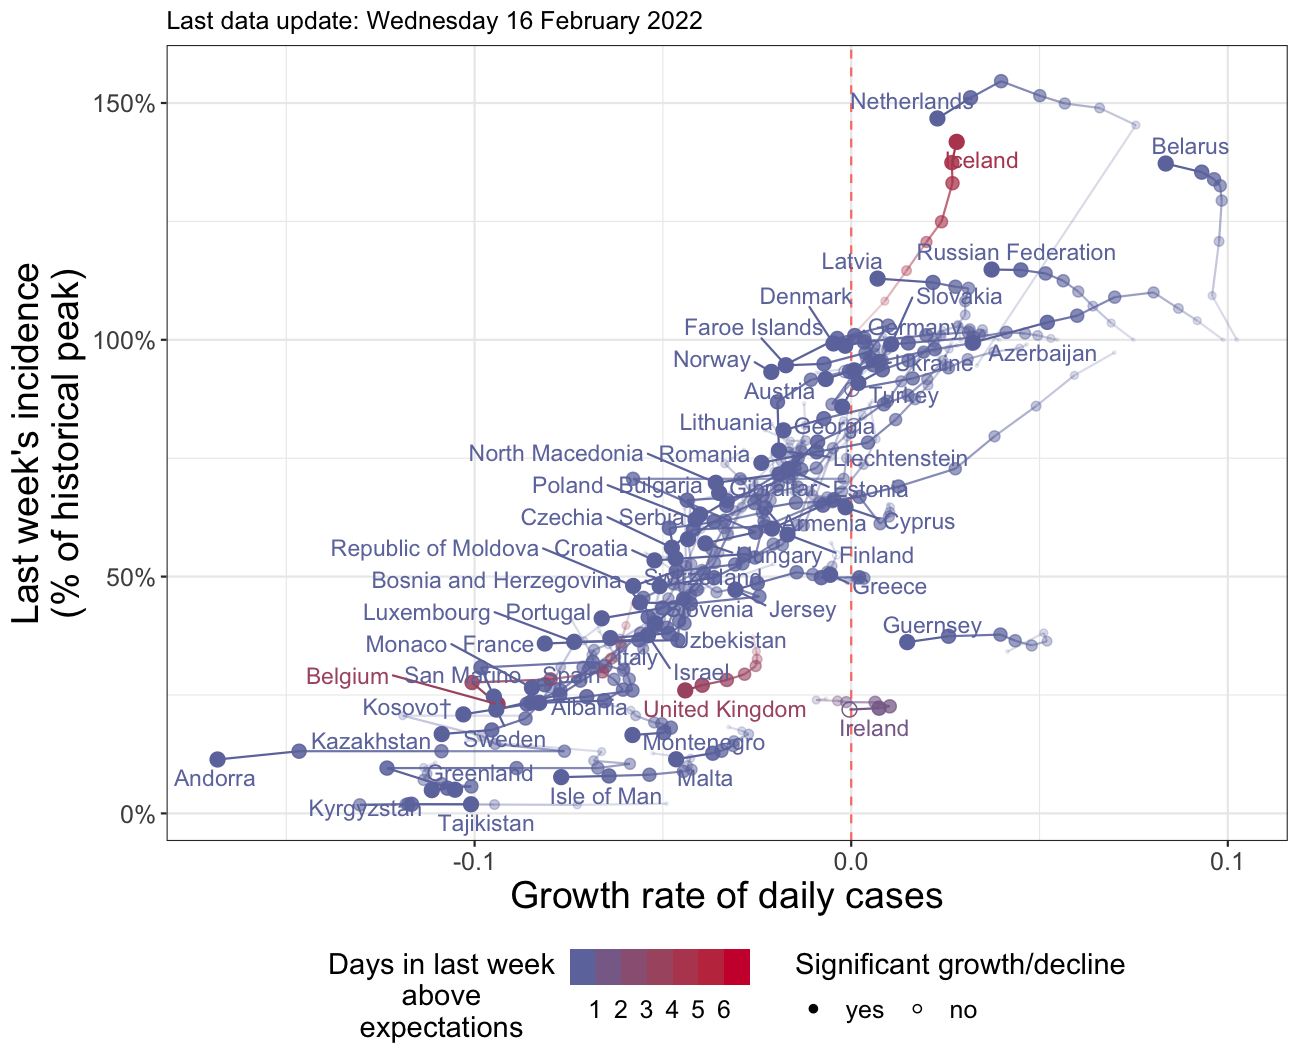 Last data update: Wednesday 16 February 2022
Last week's incidence
(% of historical peak)
150%
100%
50%
0%
Netherlands
Belarus
Iceland
Russian Federation
Latvia
Denmark
Slovakia
Faroe Islands
Germany
Norway
Azerbaijan
Ukraine
Austria
Turkey
Lithuania
Georgia
North Macedonia
Romania
Liechtenstein
Poland
Bulgaria
Gibraltar
Estonia
Czechia
Serbia
Armenia
Cyprus
Republic of Moldova
Croatia
Hungary
Finland
Bosnia and Herzegovina
Switzerland
Greece
Luxembourg
Portugal
Slovenia
Jersey
Guernsey
Monaco
France
Uzbekistan
Italy
Belgium
San Marino
Spain
Israel
Kosovo†
Albania
United Kingdom
Ireland
Kazakhstan
Sweden
Montenegro
Andorra
Greenland
Malta
Isle of Man
Kyrgyzstan
Tajikistan
-0.1
0.0
0.1
Growth rate of daily cases
Days in last week
above
expectations
1 2 3 4 5 6
Significant growth/decline
yes
no